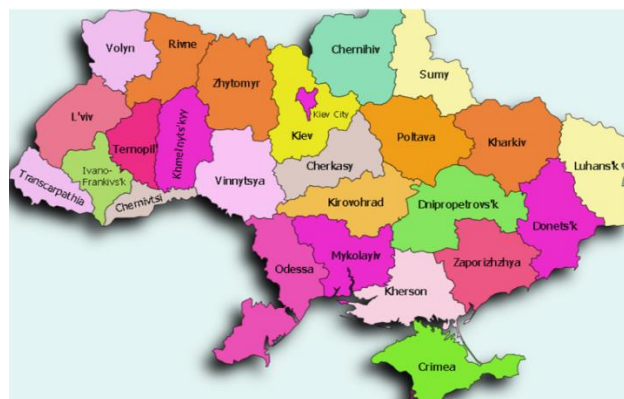 Volyn
Rivne
Zhytomyr
Chernihiv
Sumy
Kiev City
Kiev
L'viv
Ternopil'
Khmelnyts'kyy
Ivano-
Frankivs'k
Transcarpathia
Chernivtsi
Vinnytsya
Cherkasy
Poltava
Kharkiv
Luhans'k
Kirovohrad
Dnipropetrovs'k
Donets'k
Odessa
Mykolayiv
Zaporizhzhya
Kherson
Crimea